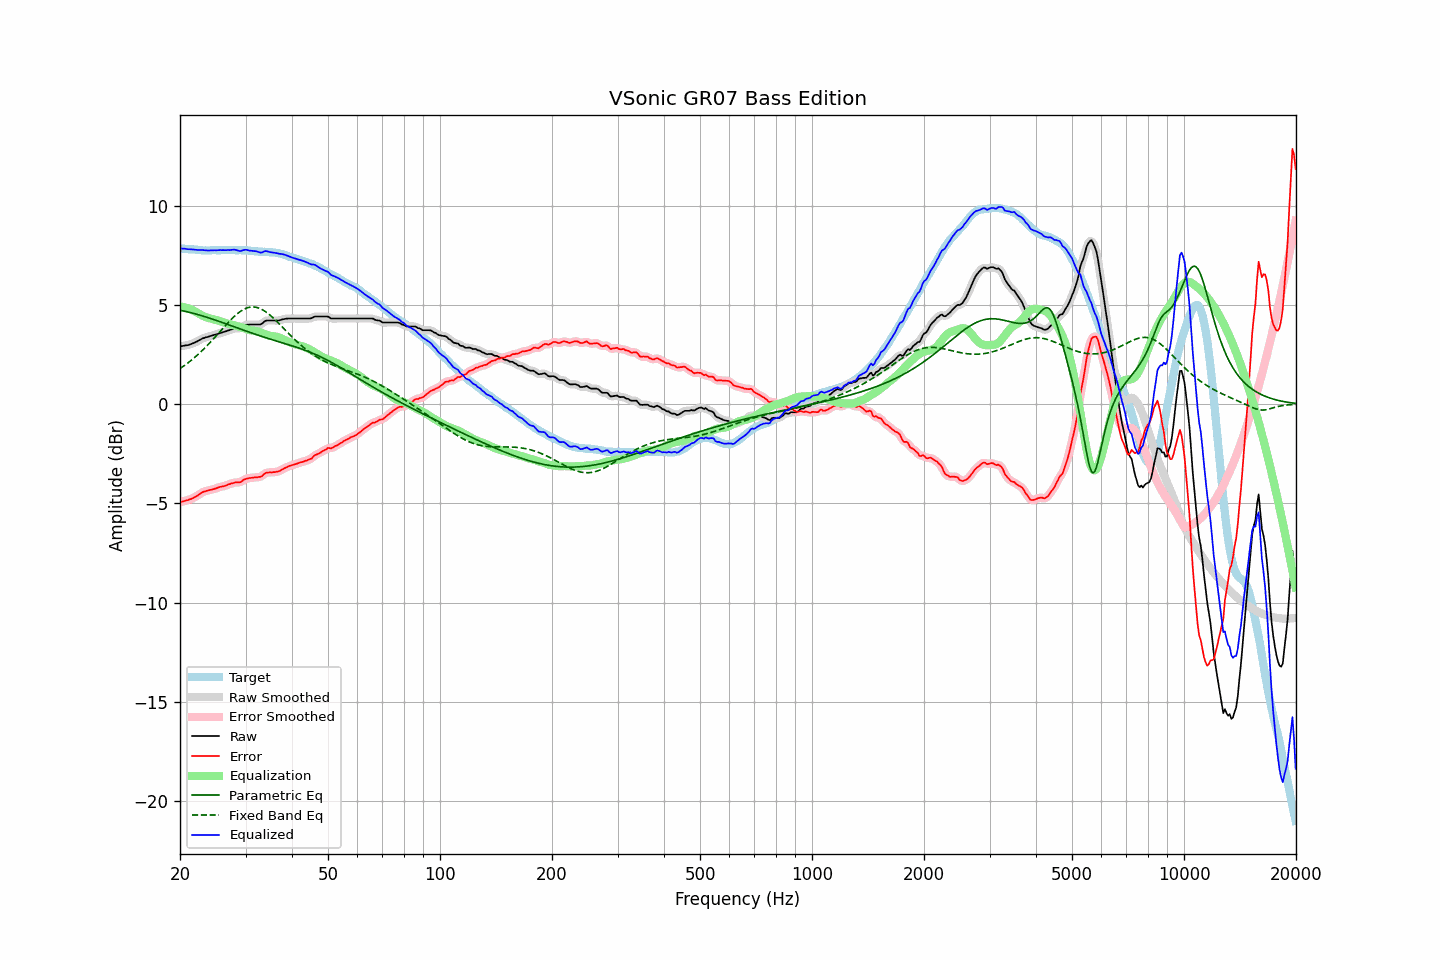 VSonic GR07 Bass Edition
Amplitude (dBr)
10
5
0
−5
−10
−15
−20
Target
Raw Smoothed
Error Smoothed
Raw
Error
Equalization
Parametric Eq
Fixed Band Eq
Equalized
20 50 100 200 500 1000 2000 5000 10000 20000
Frequency (Hz)